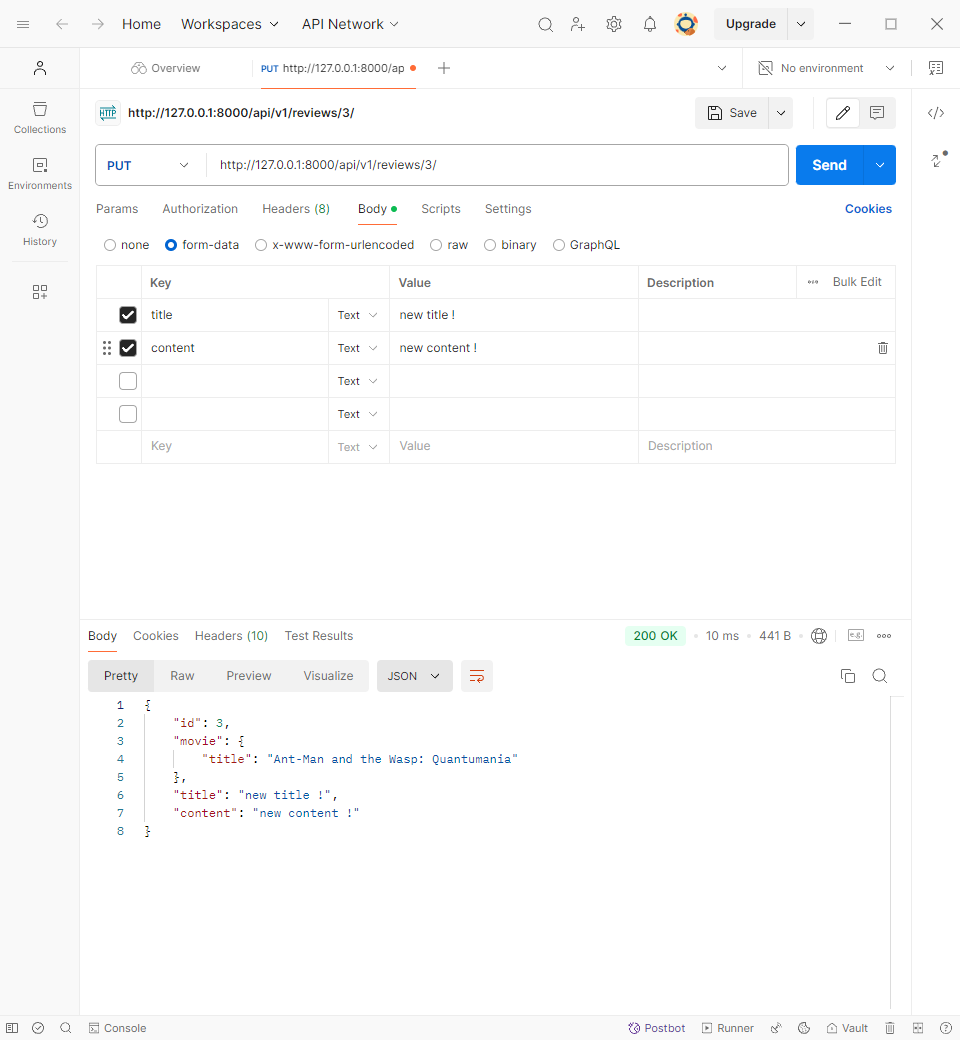 Home Workspaces API Network Upgrade
Overview PUT http://127.0.0.1:8000/ap No environment
HTTP http://127.0.0.1:8000/api/v1/reviews/3/ Save
Collections
Environments
History
PUT http://127.0.0.1:8000/api/v1/reviews/3/ Send
Params Authorization Headers (8) Body Scripts Settings Cookies
none form-data x-www-form-urlencoded raw binary GraphQL
Key Value Description Bulk Edit
title Text new title !
content Text new content !
Text
Text
Key Text Value Description
Body Cookies Headers (10) Test Results 200 OK 10 ms 441 B e.g.
Pretty Raw Preview Visualize JSON
1 {
2 "id": 3,
3 "movie": {
4 "title": "Ant-Man and the Wasp: Quantumania"
5 },
6 "title": "new title !",
7 "content": "new content !"
8 }
Console Postbot Runner Vault